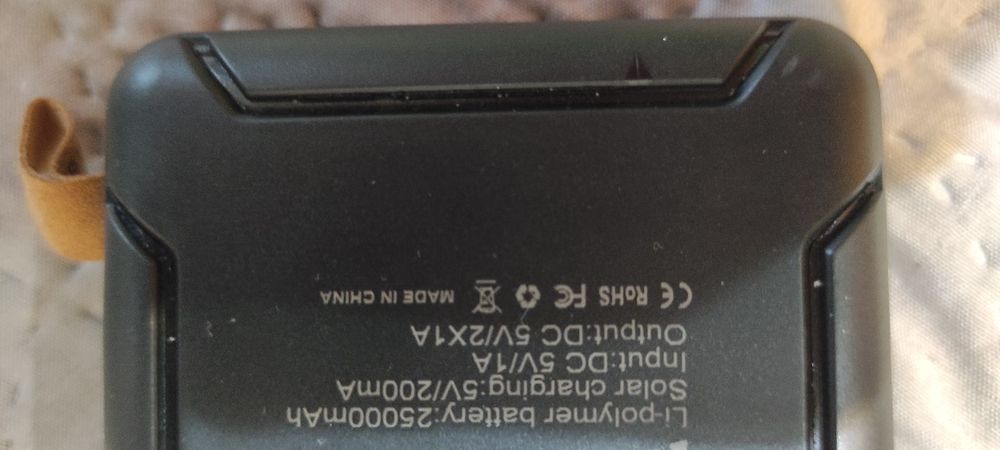 Li-polymer battery:25000mAh
Solar charging:5V/200mA
Input:DC 5V/1A
Output:DC 5V/2X1A
CE RoHS FC MADE IN CHINA